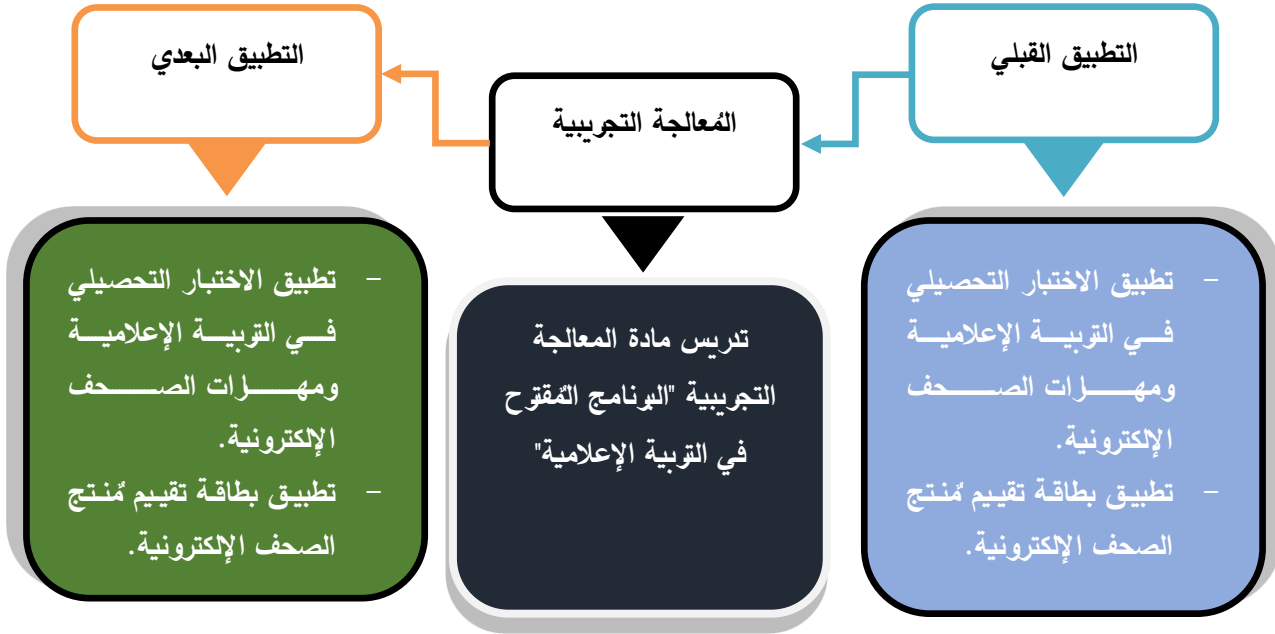 التطبيق القبلي
المُعالجة التجريبية
التطبيق البعدي
- تطبيق الاختبار التحصيلي
في التربية الإعلامية
ومهارات الصحف
الإلكترونية.
- تطبيق بطاقة تقييم مُنتج
الصحف الإلكترونية.
تدريس مادة المعالجة
التجريبية "البرنامج المُقترح
في التربية الإعلامية"
- تطبيق الاختبار التحصيلي
في التربية الإعلامية
ومهارات الصحف
الإلكترونية.
- تطبيق بطاقة تقييم مُنتج
الصحف الإلكترونية.